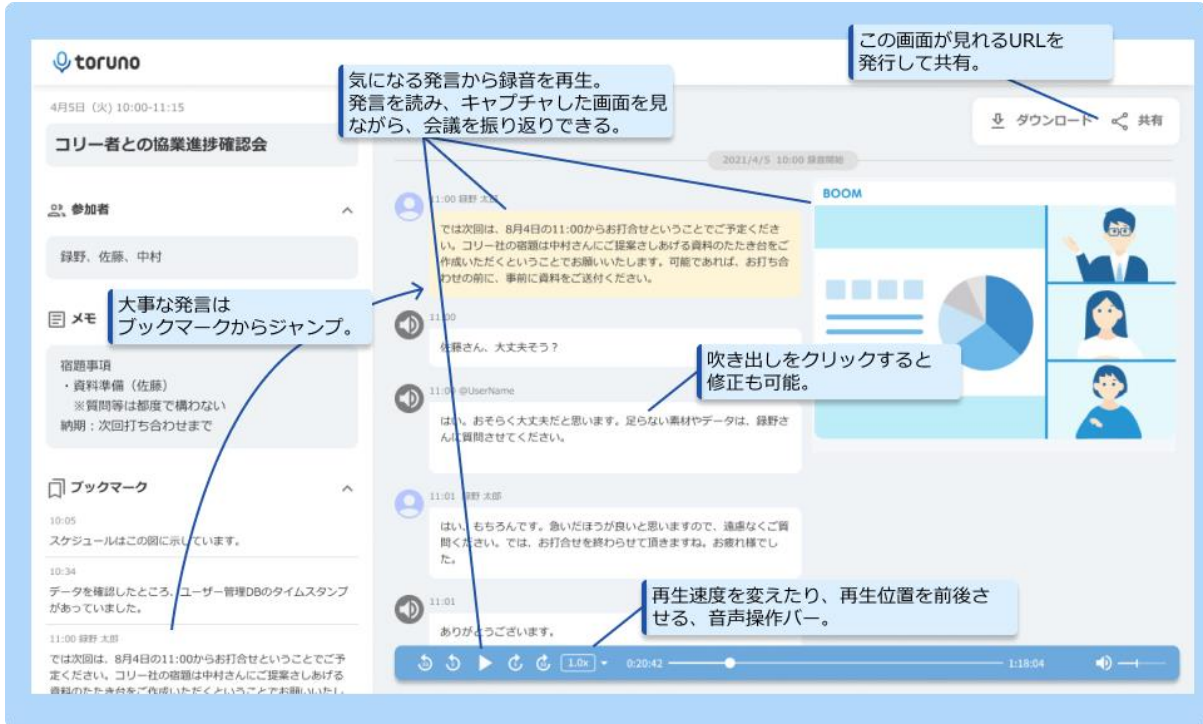 toruno
4月5日（火）10:00-11:15
コリー者との協業進捗確認会
参加者
録野、佐藤、中村
メモ
宿題事項
・資料準備（佐藤）
※質問等は都度で構わない
納期：次回打ち合わせまで
ブックマーク
10:05
スケジュールはこの図に示しています。
10:34
データを確認したところ、ユーザー管理DBのタイムスタンプ
があっていました。
11:00 録野 太郎
では次回は、8月4日の11:00からお打合せということでご予
定ください。コリー社の宿題は中村さんにご提案さしあげる
資料のたたき台をご作成いただくということでお願いいたし
大事な発言は
ブックマークからジャンプ。
気になる発言から録音を再生。
発言を読み、キャプチャした画面を見
ながら、会議を振り返りできる。
この画面が見れるURLを
発行して共有。
ダウンロード
共有
2021/4/5 10:00 録音開始
11:00 録野 太郎
では次回は、8月4日の11:00からお打合せということでご予定くださ
い。コリー社の宿題は中村さんにご提案さしあげる資料のたたき台をご
作成いただくということでお願いいたします。可能であれば、お打ち合
わせの前に、事前に資料をご送付ください。
11:00
佐藤さん、大丈夫そう？
11:00 @UserName
はい。おそらく大丈夫だと思います。足らない素材やデータは、録野さ
んに質問させてください。
11:01 録野 太郎
はい、もちろんです。急いだほうが良いと思いますので、遠慮なくご質
問ください。では、お打合せを終わらせて頂きますね。お疲れ様でし
た。
11:01
ありがとうございます。
BOOM
吹き出しをクリックすると
修正も可能。
再生速度を変えたり、再生位置を前後さ
せる、音声操作バー。
1.0x
0:20:42
1:18:04